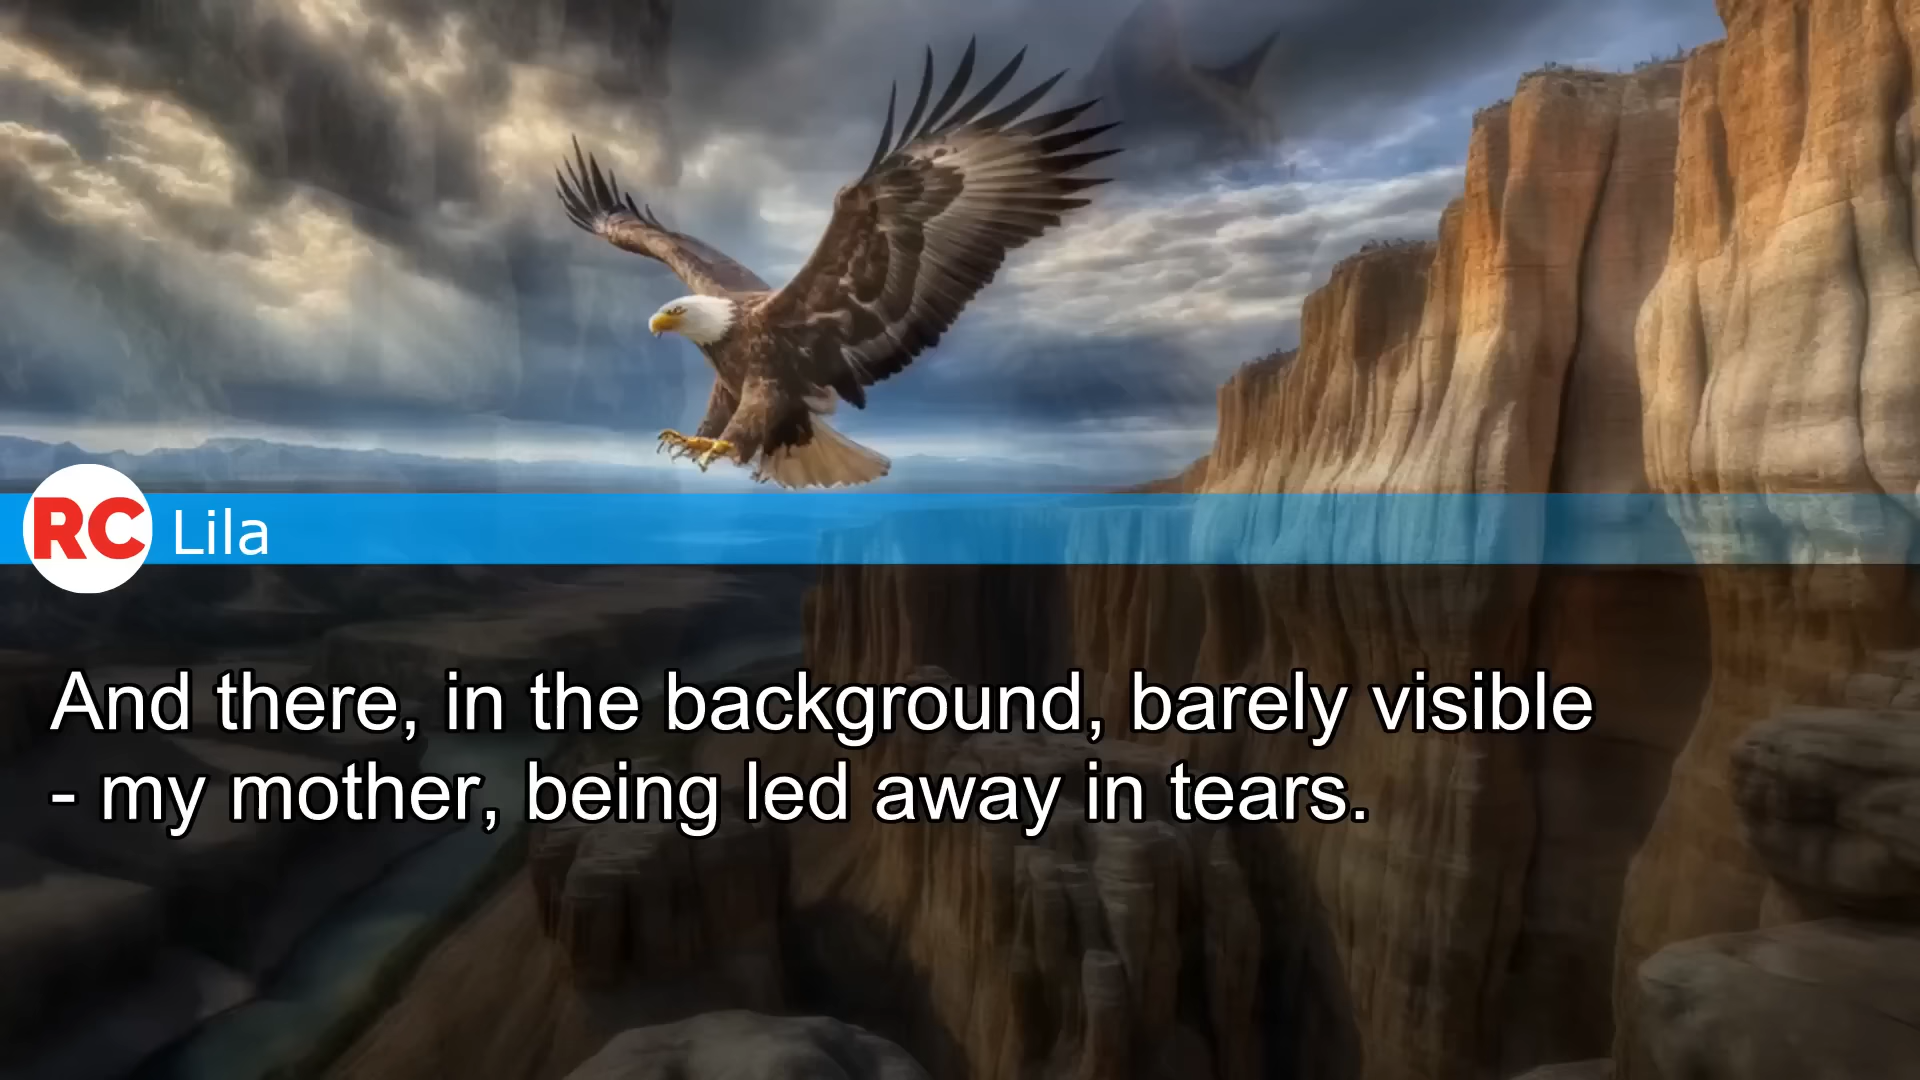 RC Lila
And there, in the background, barely visible
- my mother, being led away in tears.